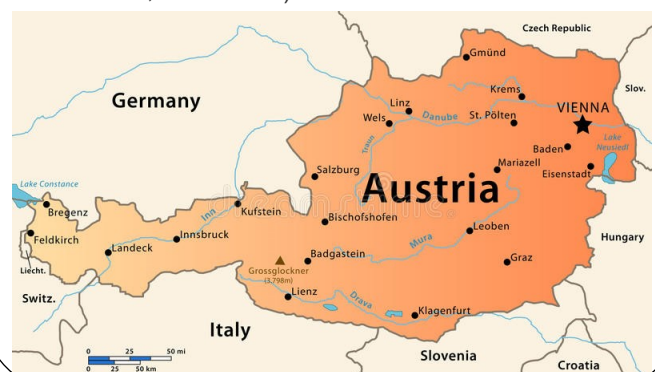 Czech Republic
Gmünd
Slov.
Germany
Krems
VIENNA
Linz
Danube
St. Pölten
Wels
Traun
Lake
Neusiedl
Baden
Mariazell
Eisenstadt
Salzburg
Lake Constance
Austria
Bregenz
Inn
Kufstein
Bischofshofen
Feldkirch
Innsbruck
Landeck
Mura
Leoben
Hungary
Badgastein
Graz
Liecht.
Grossglockner
(3,798m)
Switz.
Lienz
Drava
Klagenfurt
Italy
0 25 50 mi
0 25 50 km
Slovenia
Croatia